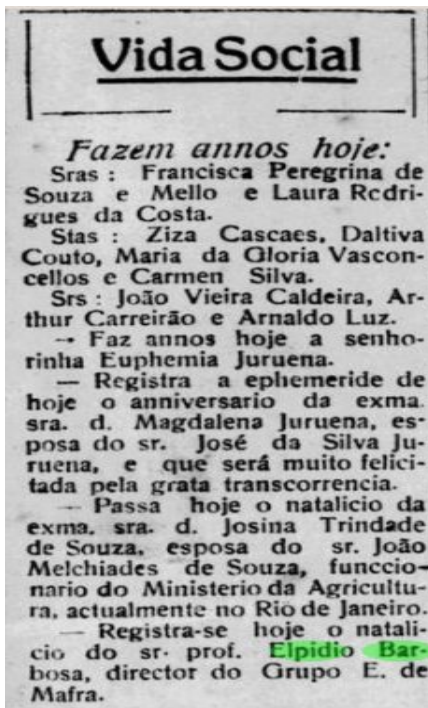 Vida Social
Fazem annos hoje:
Sras : Francisca Peregrina de
Souza e Mello e Laura Rodri-
gues da Costa.
Stas : Ziza Cascaes, Daltiva
Couto, Maria da Gloria Vascon-
cellos e Carmen Silva.
Srs : João Vieira Caldeira, Ar-
thur Carreirão e Arnaldo Luz.
— Faz annos hoje a senho-
rinha Euphemia Juruena.
— Registra a ephemeride de
hoje o anniversario da exma.
sra. d. Magdalena Juruena, es-
posa do sr. José da Silva Ju-
ruena, e que será muito felici-
tada pela grata transcorrencia.
— Passa hoje o natalicio da
exma. sra. d. Josina Trindade
de Souza, esposa do sr. João
Melchiades de Souza, funccio-
nario do Ministerio da Agricultu-
ra, actualmente no Rio de Janeiro.
— Registra-se hoje o natali-
cio do sr. prof. Elpidio Bar-
bosa, director do Grupo E. de
Mafra.